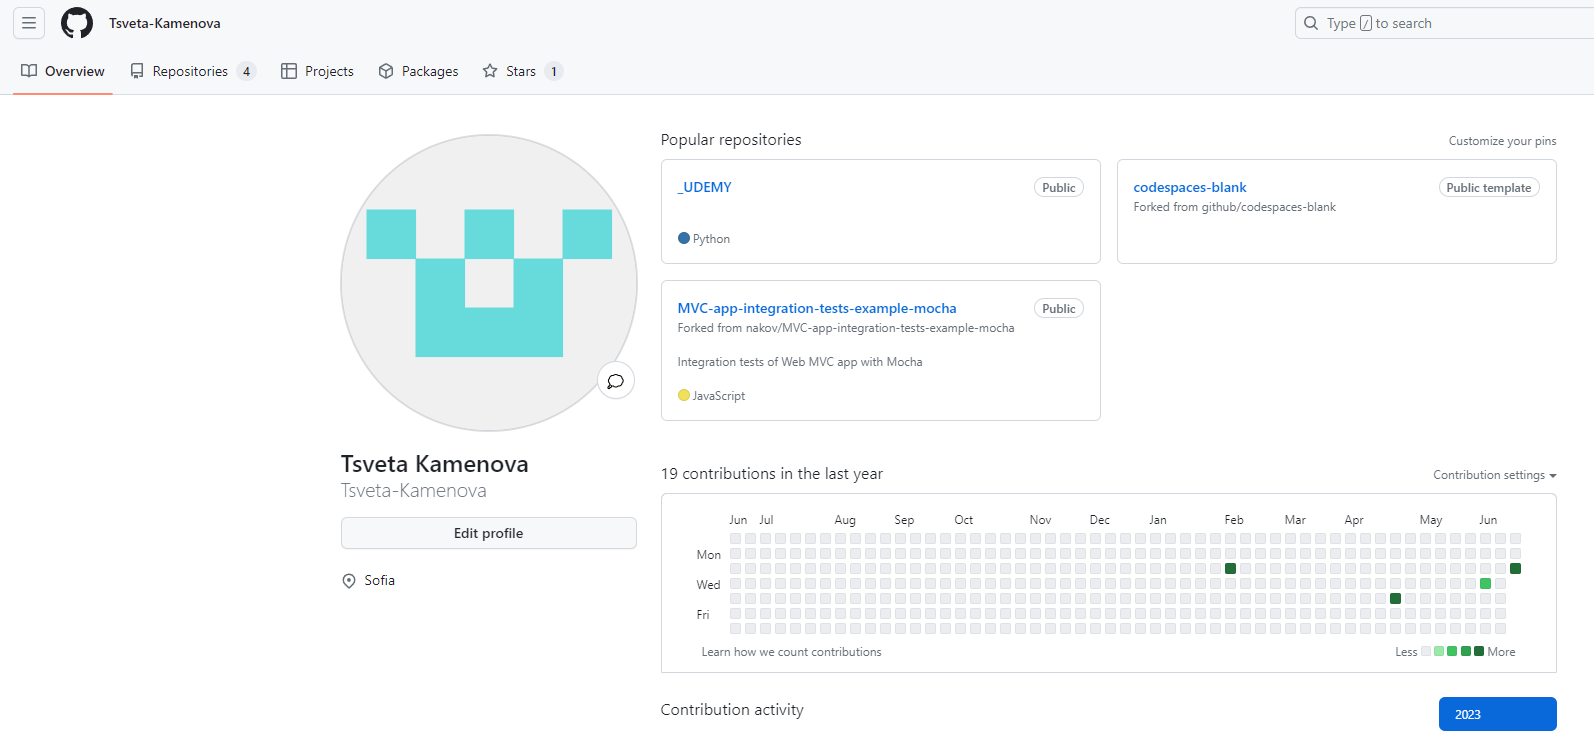 Tsveta-Kamenova
Type / to search
Overview Repositories 4 Projects Packages Stars 1
Popular repositories
Customize your pins
_UDEMY
Public
Python
codespaces-blank
Public template
Forked from github/codespaces-blank
MVC-app-integration-tests-example-mocha
Public
Forked from nakov/MVC-app-integration-tests-example-mocha
Integration tests of Web MVC app with Mocha
JavaScript
Tsveta Kamenova
Tsveta-Kamenova
Edit profile
Sofia
19 contributions in the last year
Contribution settings
Jun Jul Aug Sep Oct Nov Dec Jan Feb Mar Apr May Jun
Mon
Wed
Fri
Learn how we count contributions
Less More
Contribution activity
2023